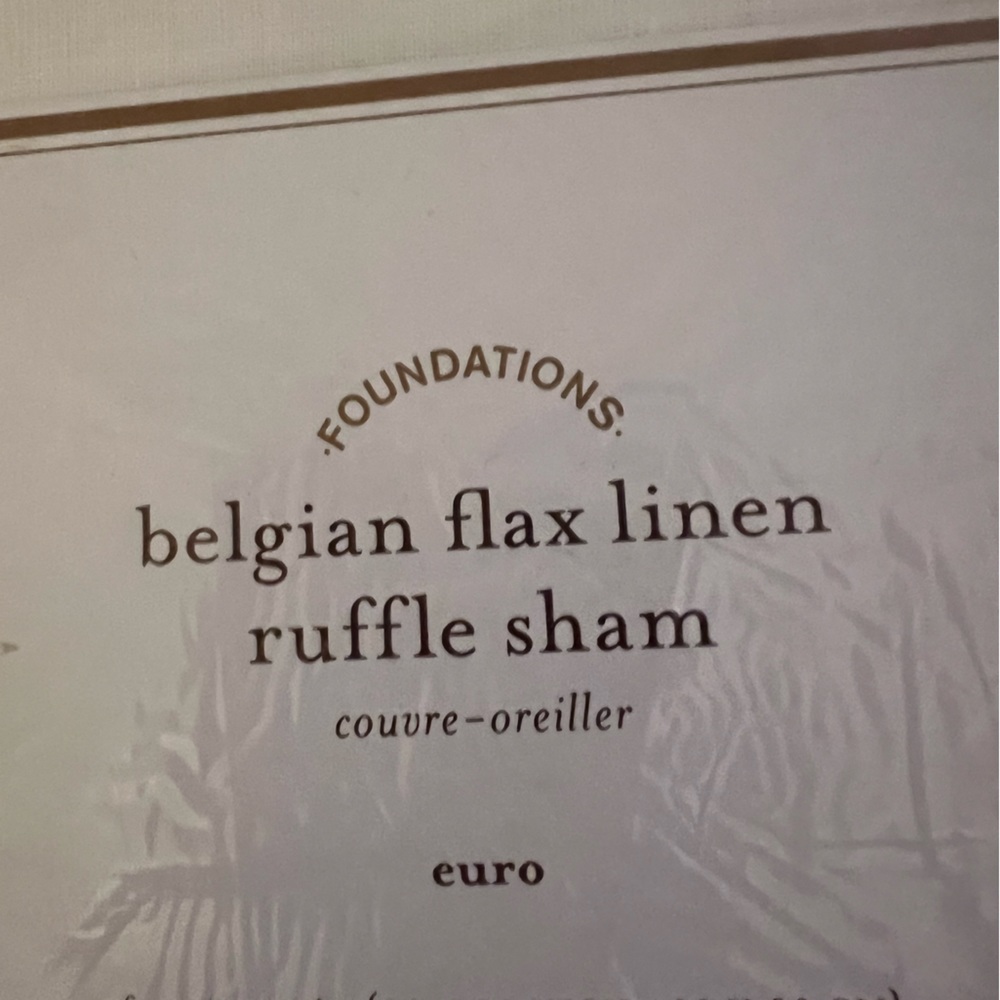 ·FOUNDATIONS·
belgian flax linen
ruffle sham
couvre-oreiller
euro